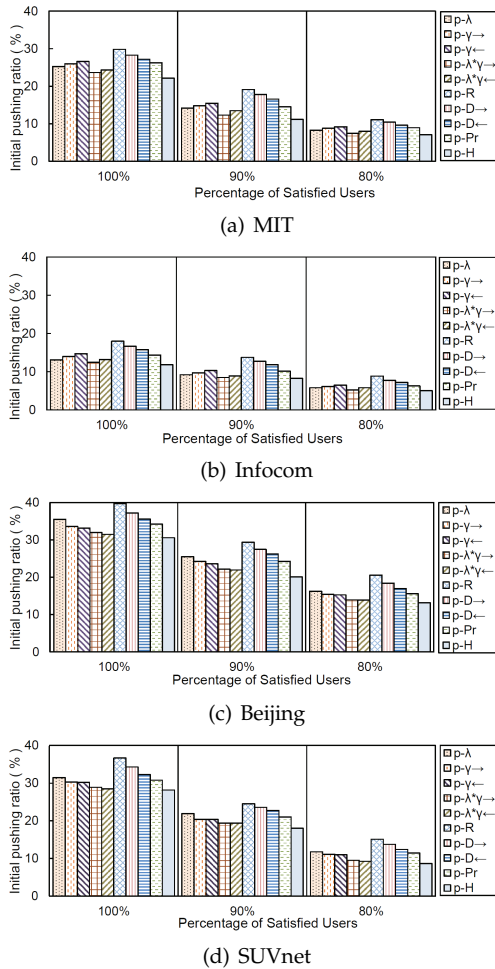 Initial pushing ratio ( % )
40
30
20
10
0
100%
90%
80%
Percentage of Satisfied Users
p-λ
p-γ→
p-γ←
p-λ*γ→
p-λ*γ←
p-R
p-D→
p-D←
p-Pr
p-H
(a) MIT
Initial pushing ratio ( % )
40
30
20
10
0
100%
90%
80%
Percentage of Satisfied Users
p-λ
p-γ→
p-γ←
p-λ*γ→
p-λ*γ←
p-R
p-D→
p-D←
p-Pr
p-H
(b) Infocom
Initial pushing ratio ( % )
40
30
20
10
0
100%
90%
80%
Percentage of Satisfied Users
p-λ
p-γ→
p-γ←
p-λ*γ→
p-λ*γ←
p-R
p-D→
p-D←
p-Pr
p-H
(c) Beijing
Initial pushing ratio ( % )
40
30
20
10
0
100%
90%
80%
Percentage of Satisfied Users
p-λ
p-γ→
p-γ←
p-λ*γ→
p-λ*γ←
p-R
p-D→
p-D←
p-Pr
p-H
(d) SUVnet